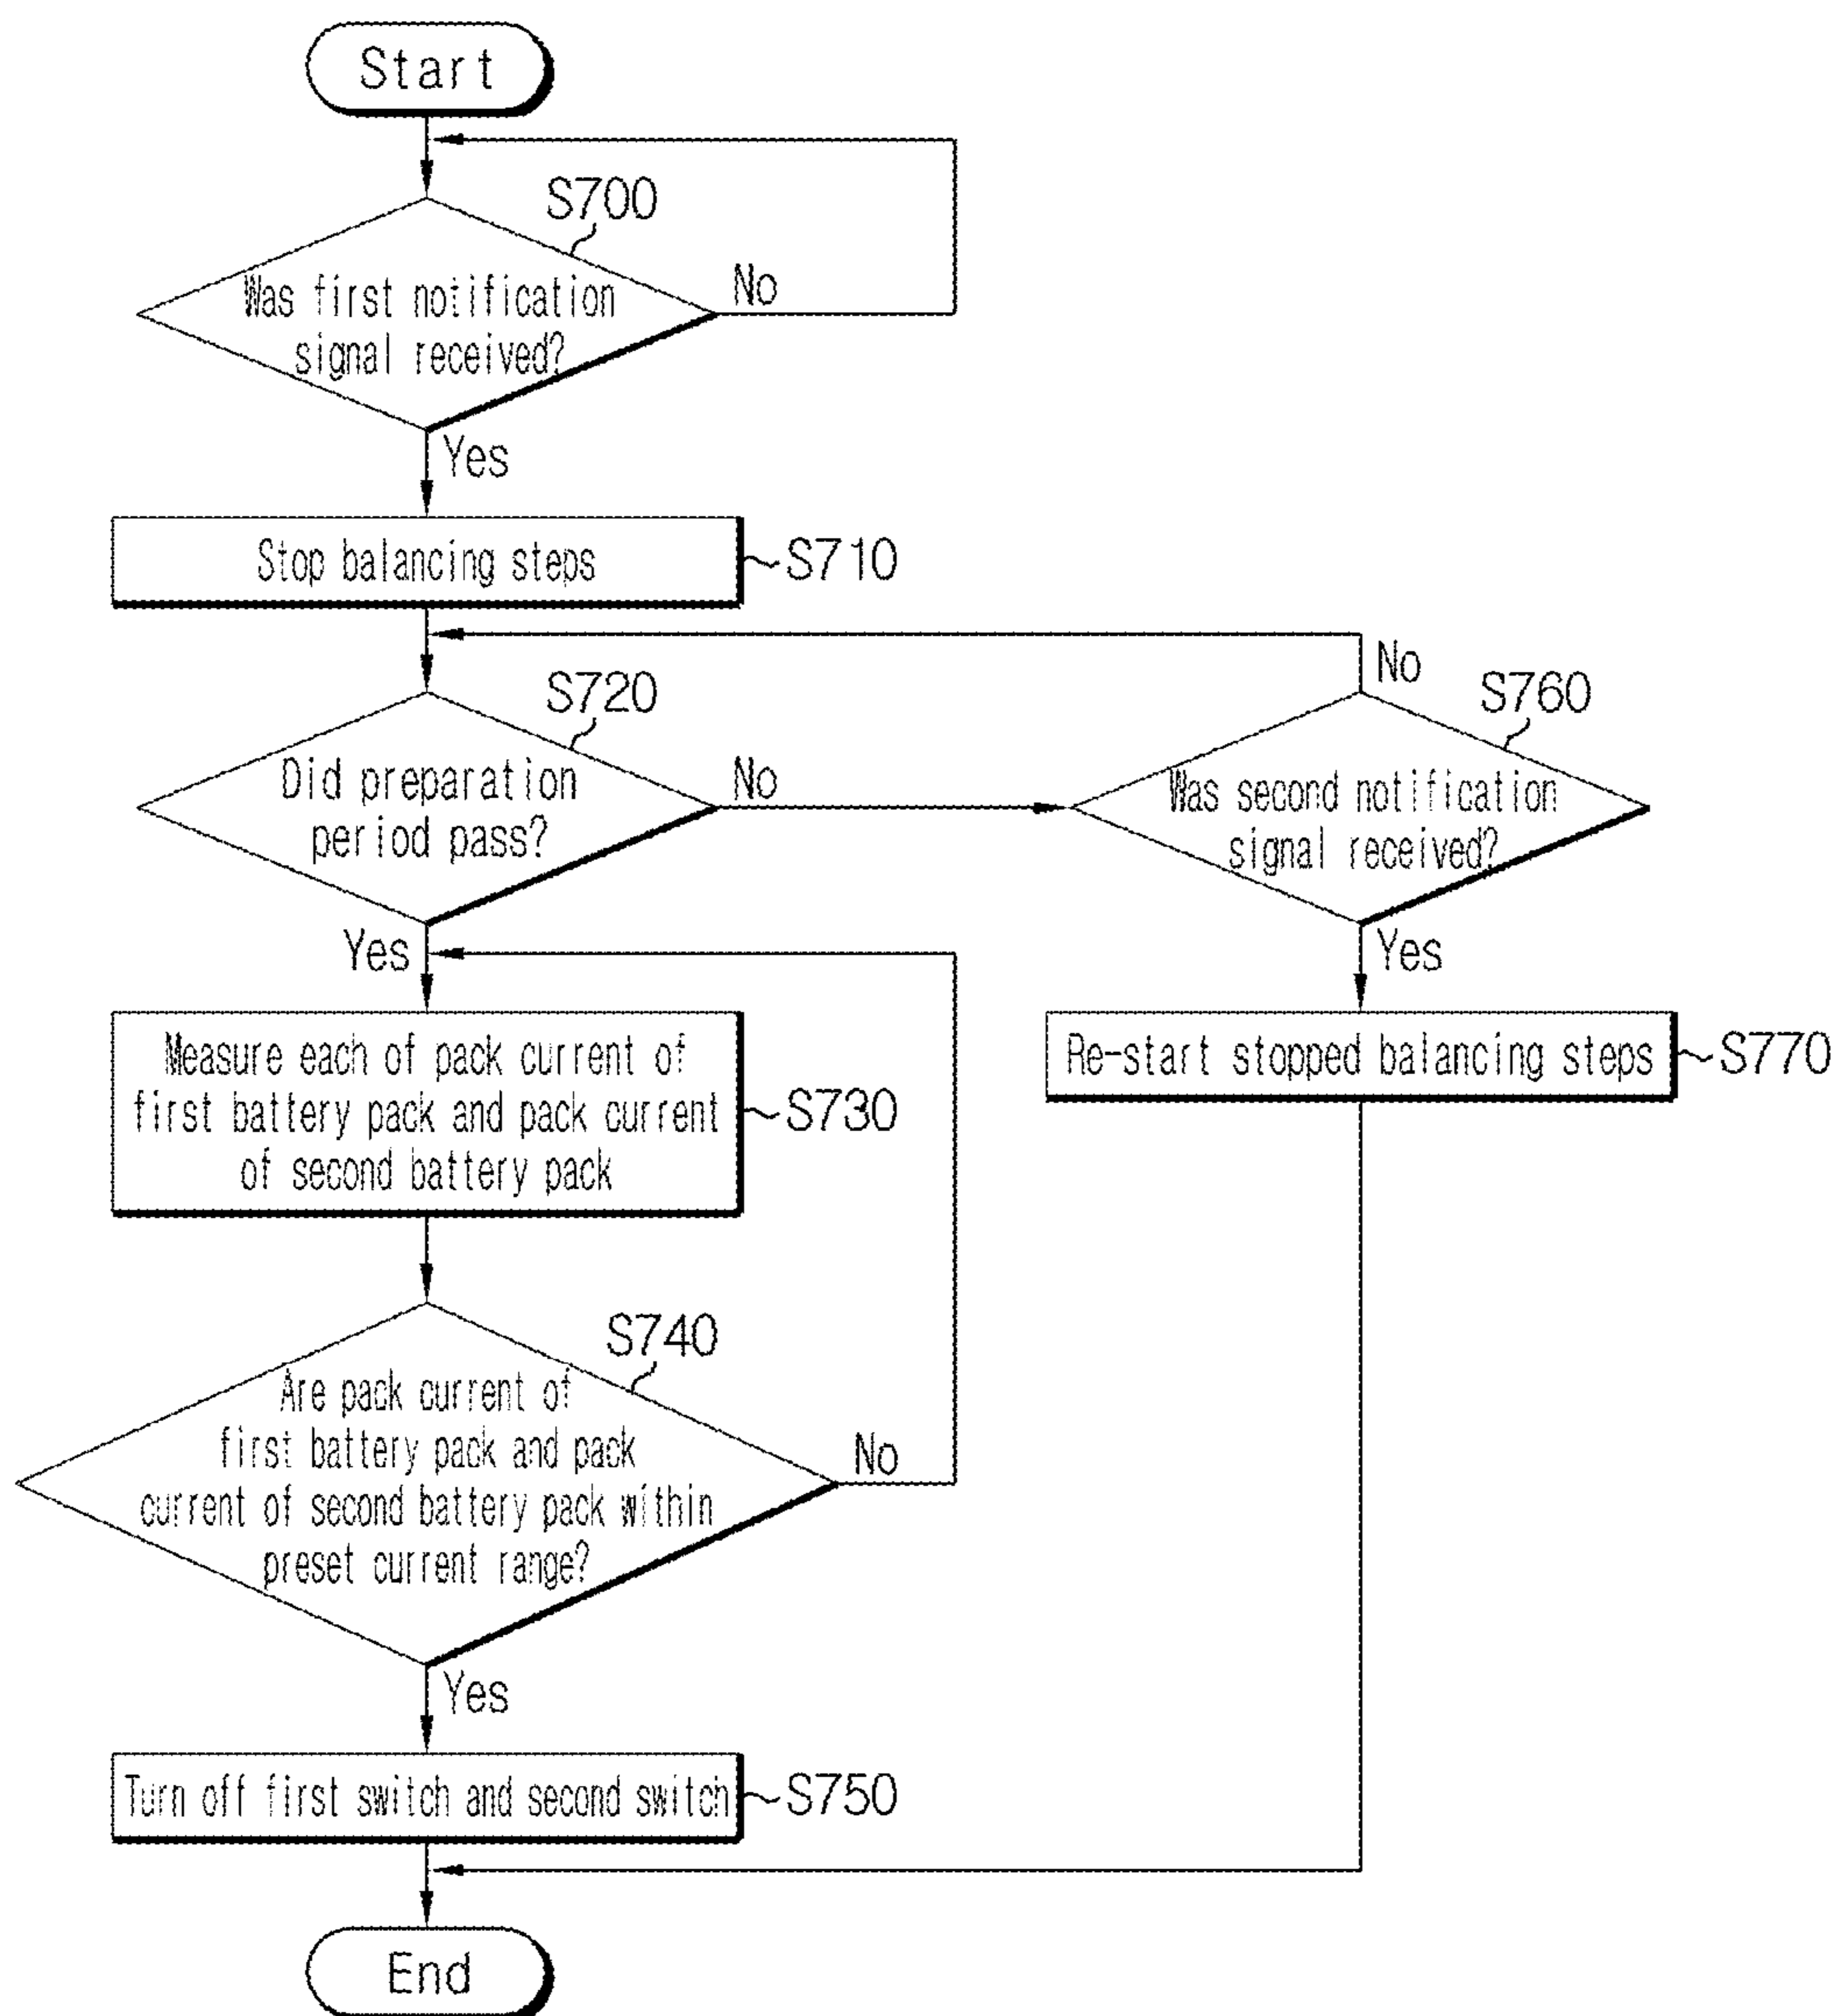 Start
S700
Was first notification
signal received?
No
Yes
Stop balancing steps
S710
S720
Did preparation
period pass?
No
Yes
No
S760
Was second notification
signal received?
Yes
Measure each of pack current of
first battery pack and pack current
of second battery pack
S730
Re-start stopped balancing steps
S770
S740
Are pack current of
first battery pack and pack
current of second battery pack within
preset current range?
No
Yes
Turn off first switch and second switch
S750
End